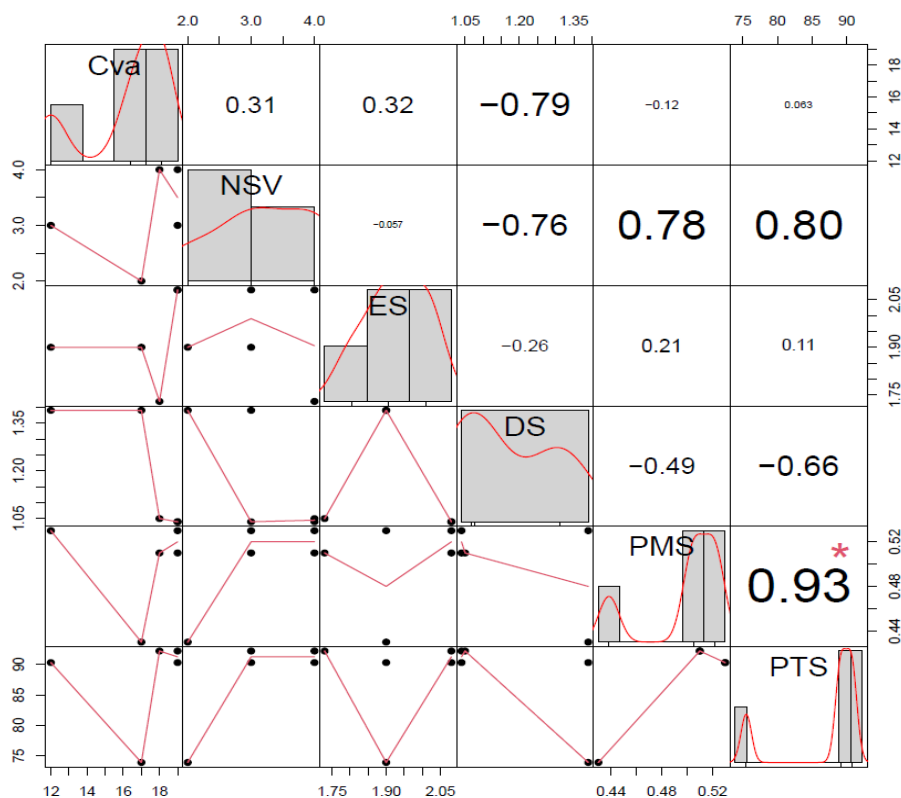 2.0 3.0 4.0 1.05 1.20 1.35 75 80 85 90
Cva 0.31 0.32 −0.79 −0.12 0.063
12 14 16 18
2.0 3.0 4.0
NSV −0.057 −0.76 0.78 0.80
ES −0.26 0.21 0.11
1.75 1.90 2.05
1.05 1.20 1.35
DS −0.49 −0.66
PMS 0.93 *
0.44 0.48 0.52
75 80 85 90
PTS
12 14 16 18 1.75 1.90 2.05 0.44 0.48 0.52